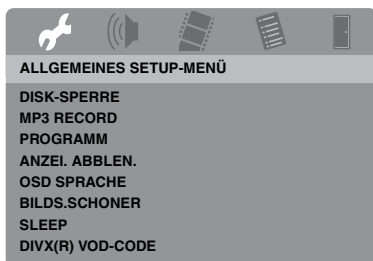 ALLGEMEINES SETUP-MENÜ
DISK-SPERRE
MP3 RECORD
PROGRAMM
ANZEI. ABBLEN.
OSD SPRACHE
BILDS.SCHONER
SLEEP
DIVX(R) VOD-CODE